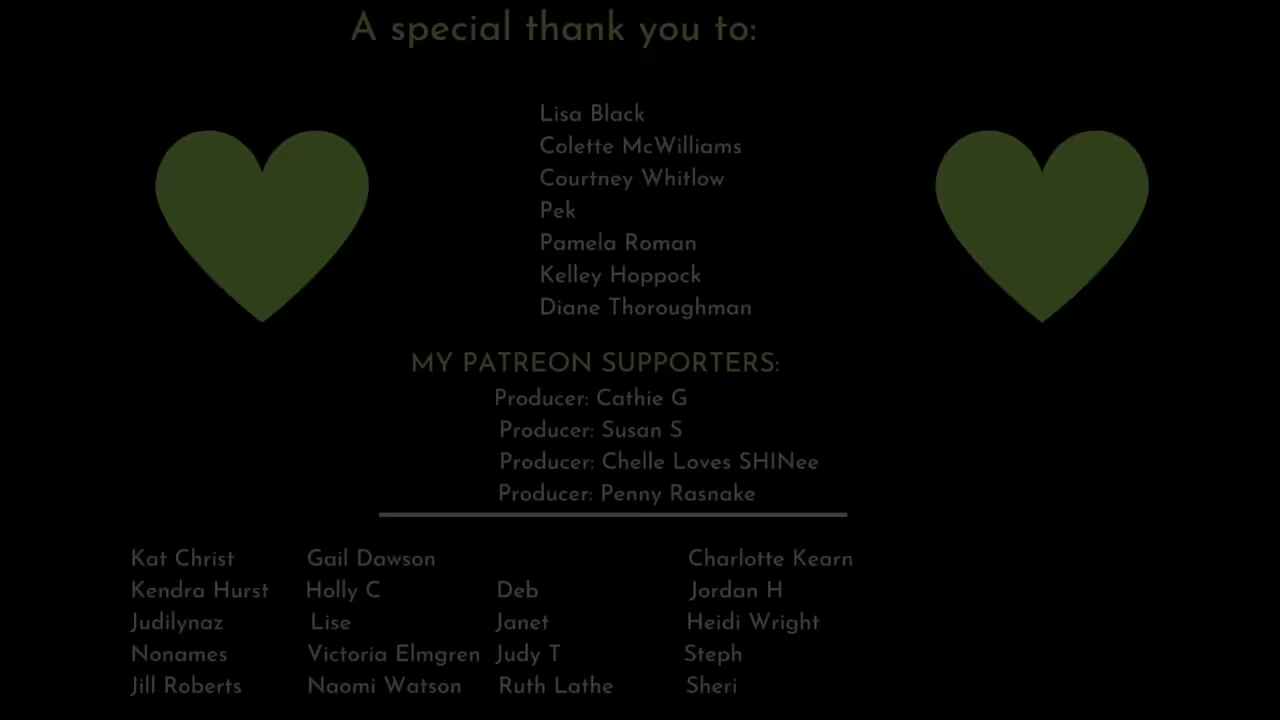 A special thank you to:
Lisa Black
Colette McWilliams
Courtney Whitlow
Pek
Pamela Roman
Kelley Hoppock
Diane Thoroughman
MY PATREON SUPPORTERS:
Producer: Cathie G
Producer: Susan S
Producer: Chelle Loves SHINee
Producer: Penny Rasnake
Kat Christ Gail Dawson Charlotte Kearn
Kendra Hurst Holly C Deb Jordan H
Judilynaz Lise Janet Heidi Wright
Nonames Victoria Elmgren Judy T Steph
Jill Roberts Naomi Watson Ruth Lathe Sheri